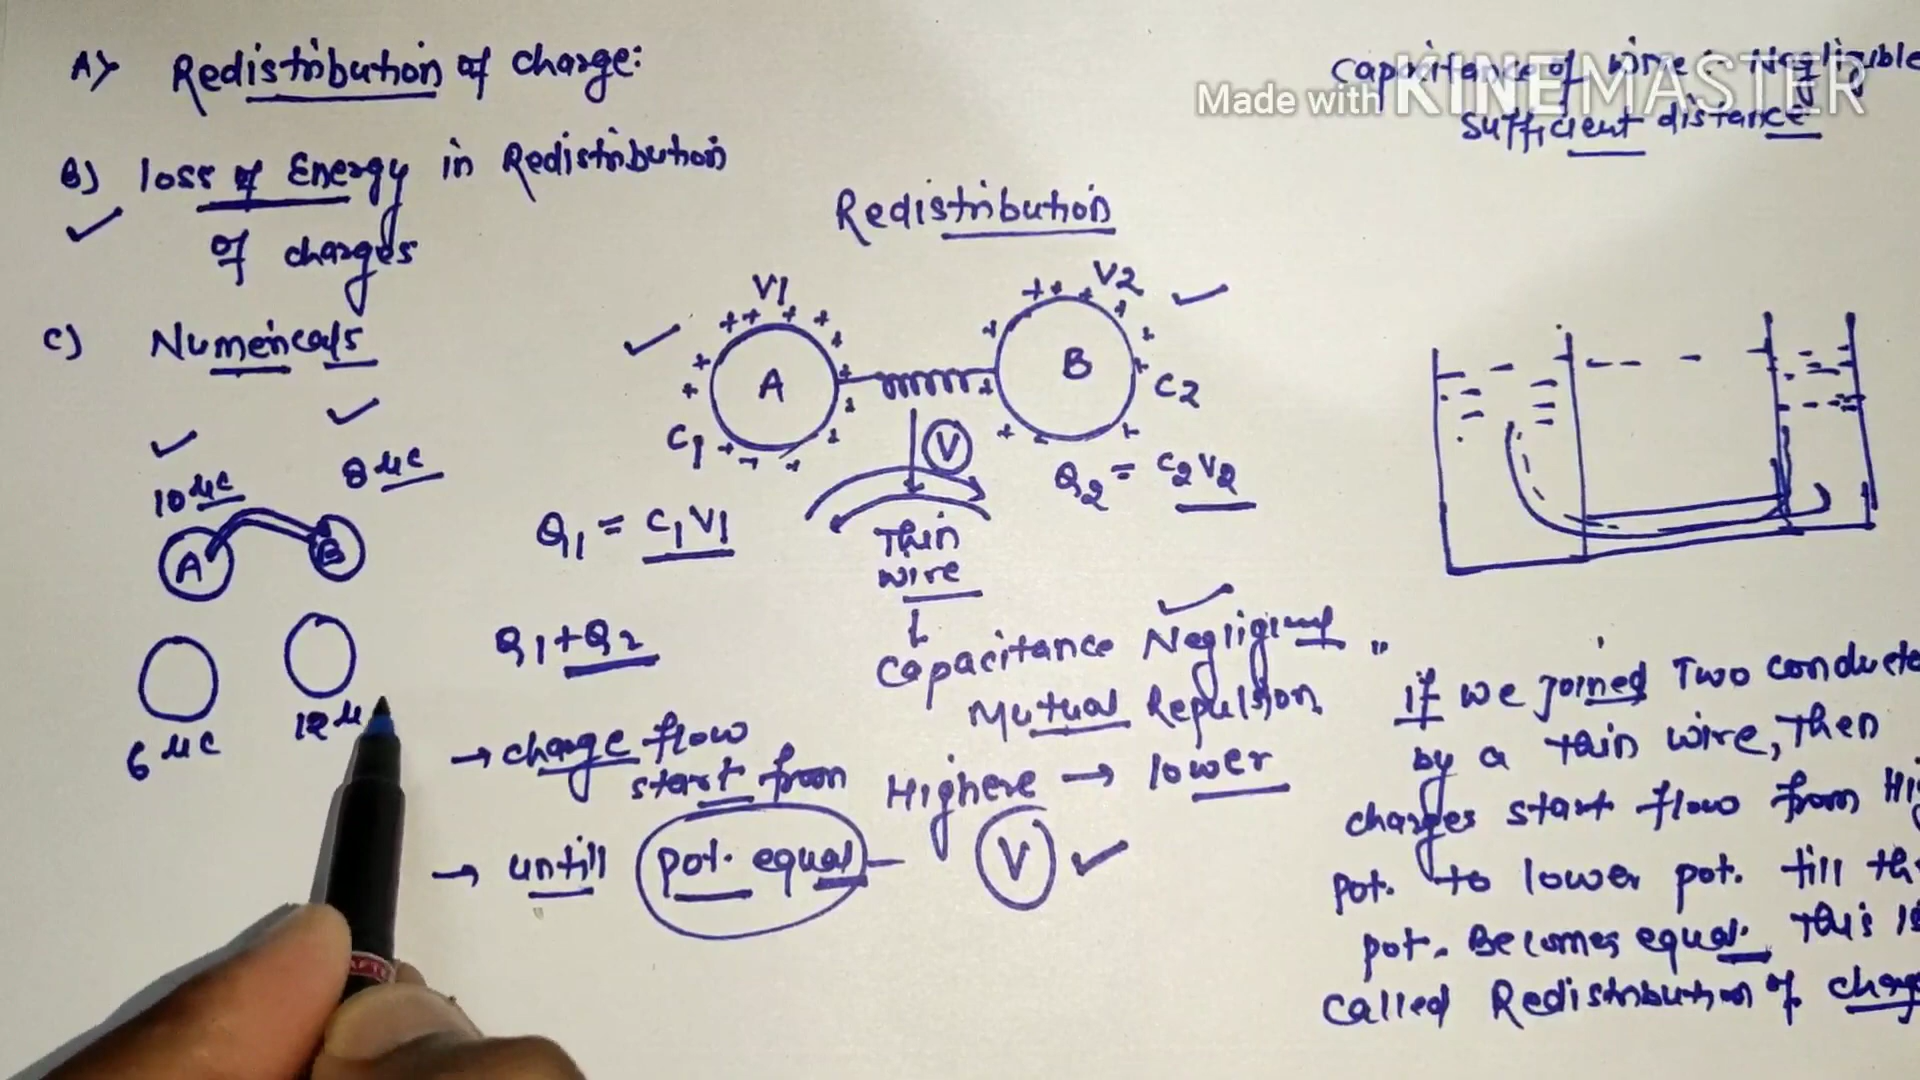 A) Redistribution of charge:
B) loss of Energy in Redistribution
of charges
C) Numericals
Capacitance of wire : Negligible
sufficient distance
Made with KINEMASTER
Redistribution
V1
V2
A
B
C1
C2
V
Q1 = C1V1
Q2 = C2V2
Thin
wire
10 µc
8 µc
A
B
6 µc
12 µ
Q1+Q2
Capacitance
Mutual Repulsion
→ charge flow
start from Highere → lower
→ untill pot. equal V
" if we joined Two conducto
by a thin wire, then
charges start flow from Hig
pot. to lower pot. till th
pot. Becomes equal. This is
called Redistribution of charg